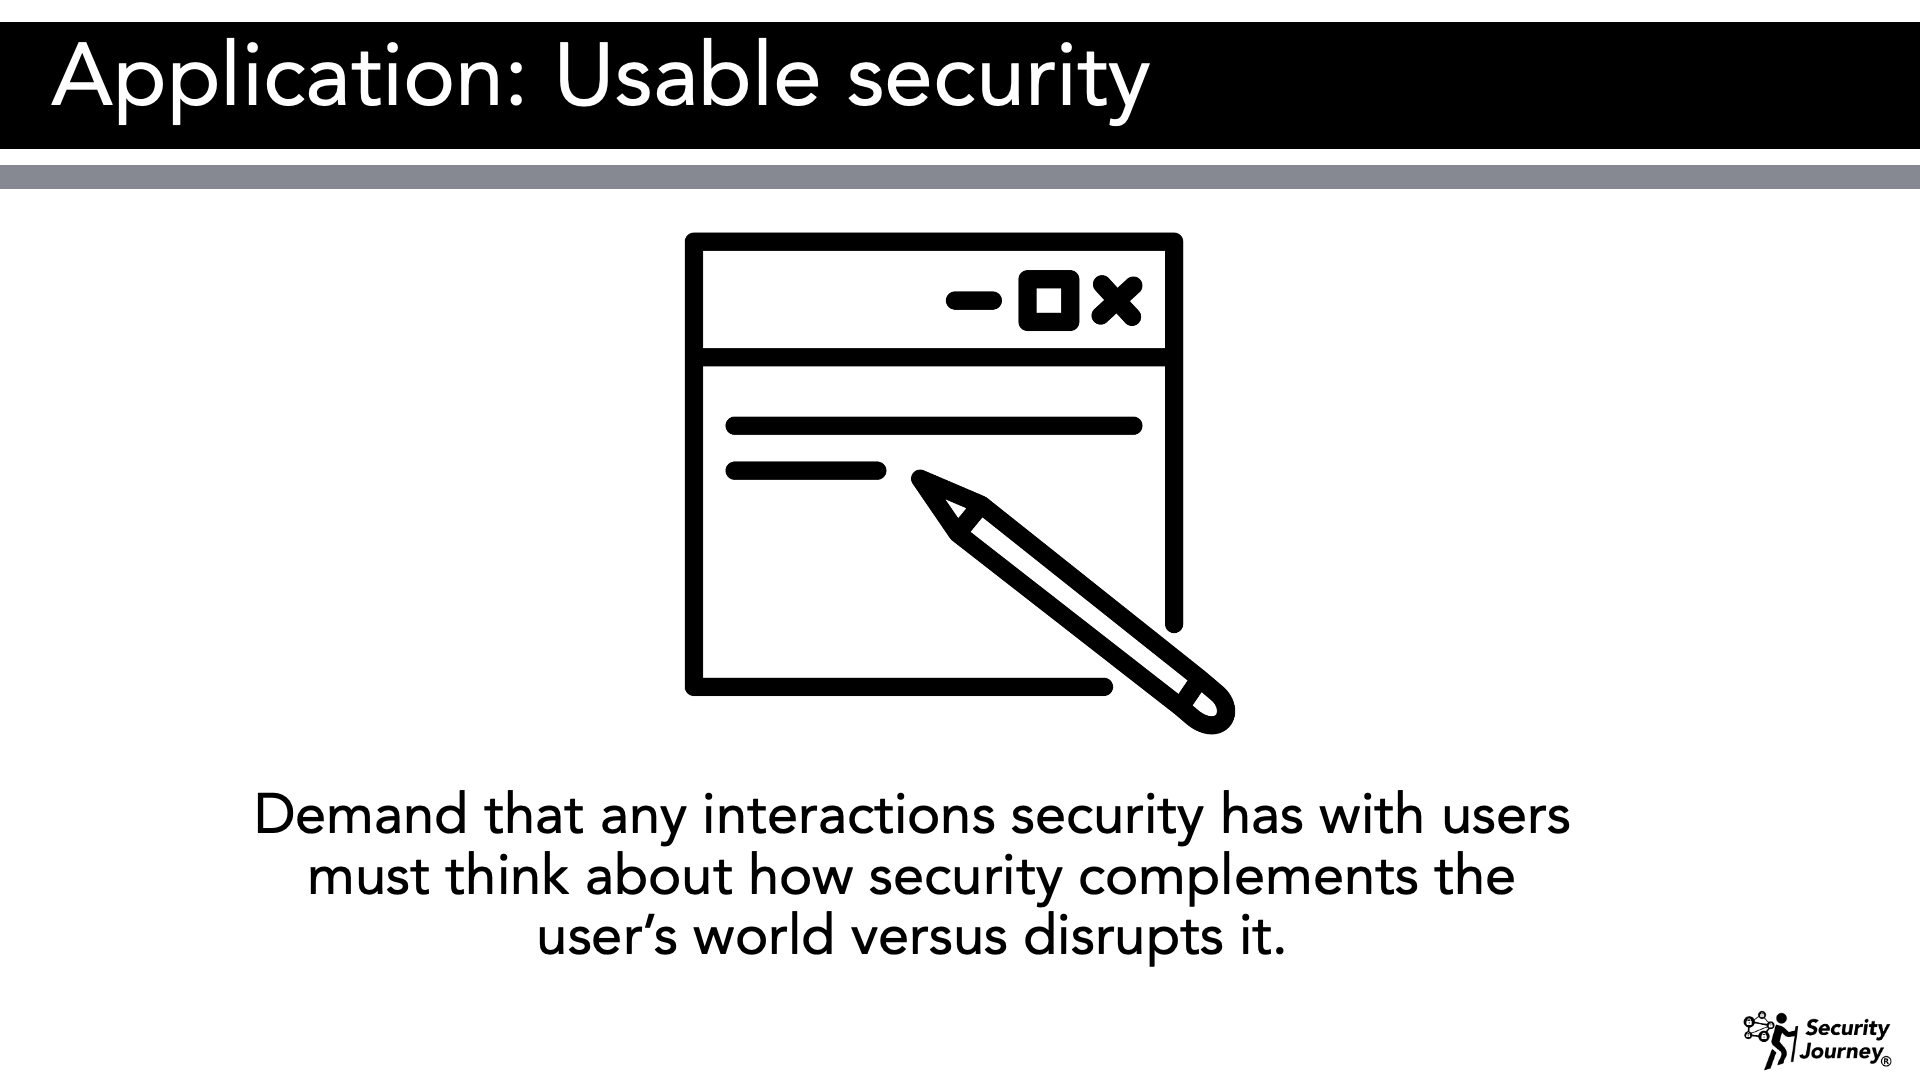 Application: Usable security
Demand that any interactions security has with users
must think about how security complements the
user’s world versus disrupts it.
Security
Journey®